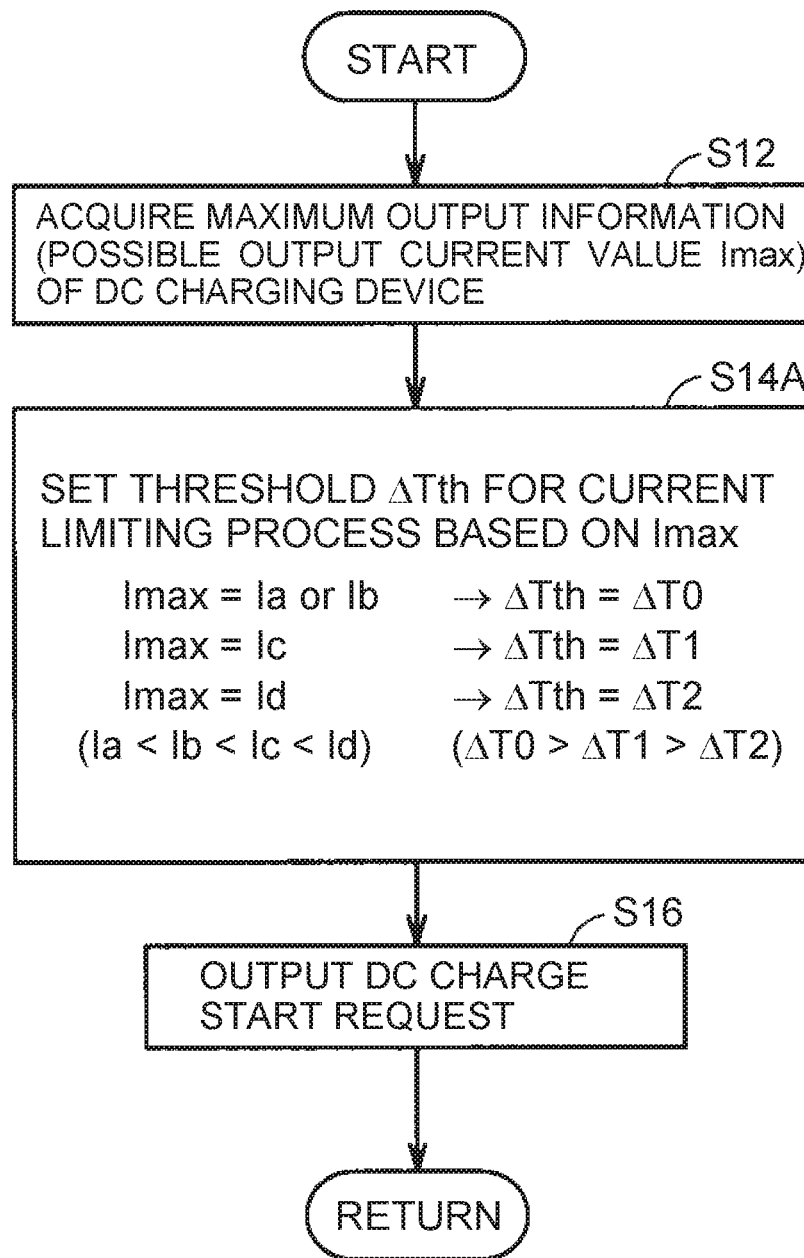 START
S12
ACQUIRE MAXIMUM OUTPUT INFORMATION
(POSSIBLE OUTPUT CURRENT VALUE Imax)
OF DC CHARGING DEVICE
S14A
SET THRESHOLD ΔTth FOR CURRENT
LIMITING PROCESS BASED ON Imax
Imax = Ia or Ib → ΔTth = ΔT0
Imax = Ic → ΔTth = ΔT1
Imax = Id → ΔTth = ΔT2
(Ia < Ib < Ic < Id) (ΔT0 > ΔT1 > ΔT2)
S16
OUTPUT DC CHARGE
START REQUEST
RETURN